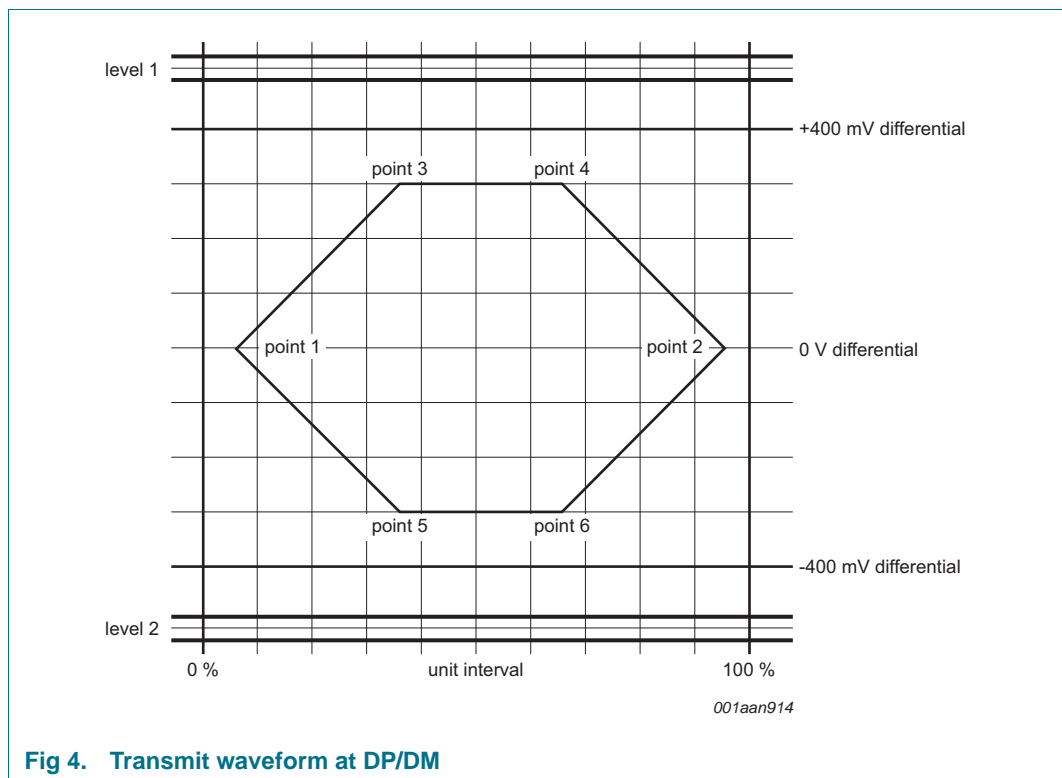 level 1
+400 mV differential
point 3
point 4
point 1
point 2
0 V differential
point 5
point 6
-400 mV differential
level 2
0 %
unit interval
100 %
001aan914
Fig 4. Transmit waveform at DP/DM